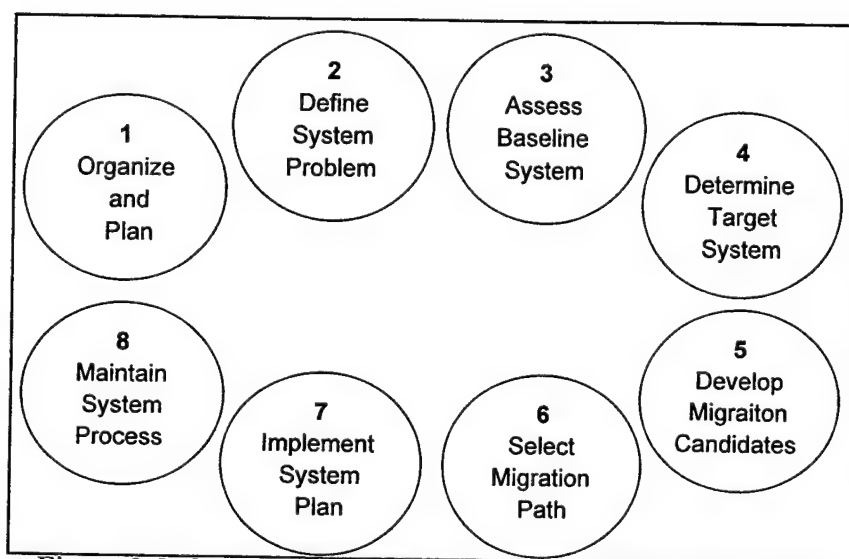 1
Organize
and
Plan
2
Define
System
Problem
3
Assess
Baseline
System
4
Determine
Target
System
5
Develop
Migraiton
Candidates
6
Select
Migration
Path
7
Implement
System
Plan
8
Maintain
System
Process